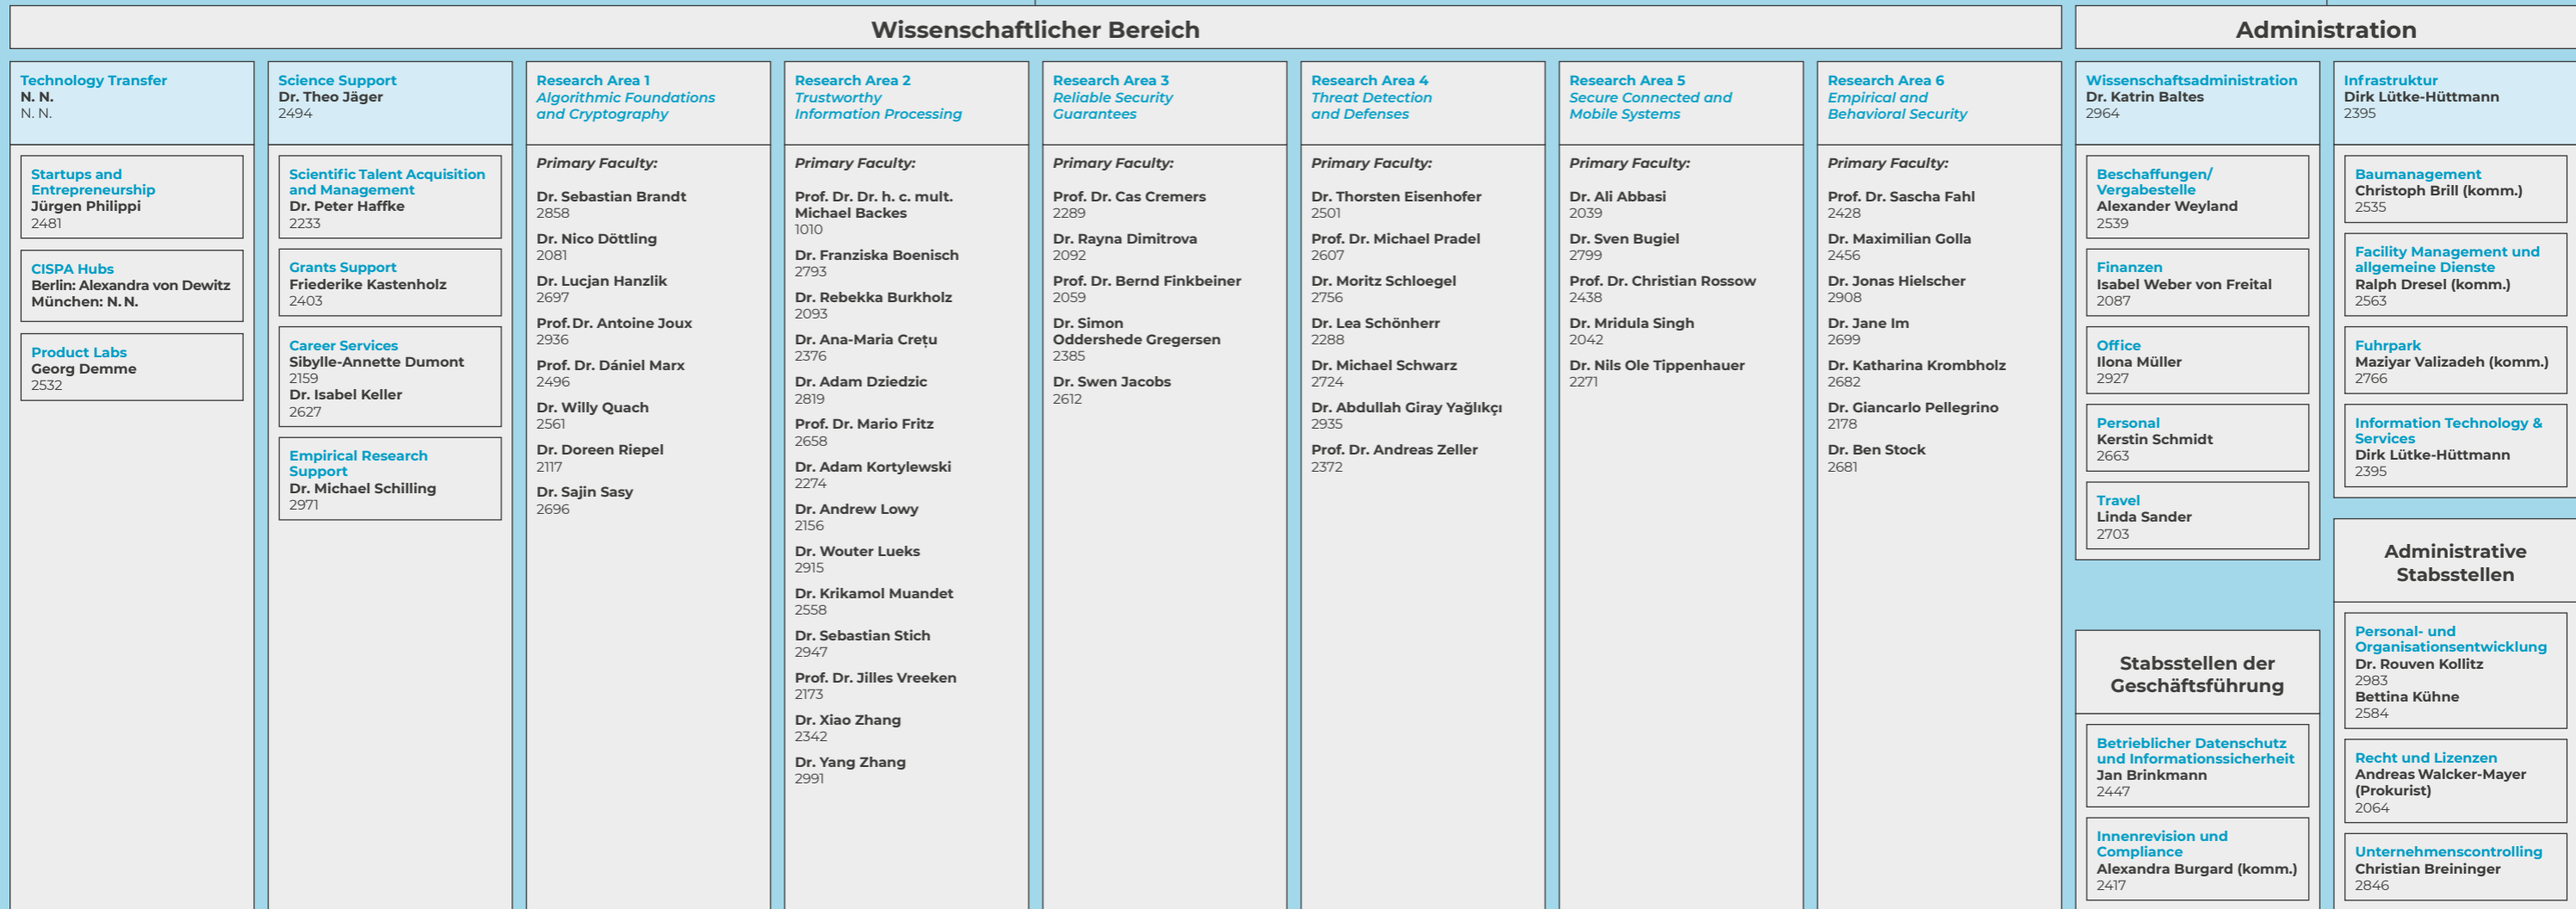 Wissenschaftlicher Bereich
Technology Transfer
N. N.
N. N.
Startups and
Entrepreneurship
Jürgen Philippi
2481
CISPA Hubs
Berlin: Alexandra von Dewitz
München: N. N.
Product Labs
Georg Demme
2532
Science Support
Dr. Theo Jäger
2494
Scientific Talent Acquisition
and Management
Dr. Peter Haffke
2233
Grants Support
Friederike Kastenholz
2403
Career Services
Sibylle-Annette Dumont
2159
Dr. Isabel Keller
2627
Empirical Research
Support
Dr. Michael Schilling
2971
Research Area 1
Algorithmic Foundations
and Cryptography
Primary Faculty:
Dr. Sebastian Brandt
2858
Dr. Nico Döttling
2081
Dr. Lucjan Hanzlik
2697
Prof. Dr. Antoine Joux
2936
Prof. Dr. Dániel Marx
2496
Dr. Willy Quach
2561
Dr. Doreen Riepel
2117
Dr. Sajin Sasy
2696
Research Area 2
Trustworthy
Information Processing
Primary Faculty:
Prof. Dr. Dr. h. c. mult.
Michael Backes
1010
Dr. Franziska Boenisch
2793
Dr. Rebekka Burkholz
2093
Dr. Ana-Maria Crețu
2376
Dr. Adam Dziedzic
2819
Prof. Dr. Mario Fritz
2658
Dr. Adam Kortylewski
2274
Dr. Andrew Lowy
2156
Dr. Wouter Lueks
2915
Dr. Krikamol Muandet
2558
Dr. Sebastian Stich
2947
Prof. Dr. Jilles Vreeken
2173
Dr. Xiao Zhang
2342
Dr. Yang Zhang
2991
Research Area 3
Reliable Security
Guarantees
Primary Faculty:
Prof. Dr. Cas Cremers
2289
Dr. Rayna Dimitrova
2092
Prof. Dr. Bernd Finkbeiner
2059
Dr. Simon
Oddershede Gregersen
2385
Dr. Swen Jacobs
2612
Research Area 4
Threat Detection
and Defenses
Primary Faculty:
Dr. Thorsten Eisenhofer
2501
Prof. Dr. Michael Pradel
2607
Dr. Moritz Schloegel
2756
Dr. Lea Schönherr
2288
Dr. Michael Schwarz
2724
Dr. Abdullah Giray Yağlıkçı
2935
Prof. Dr. Andreas Zeller
2372
Research Area 5
Secure Connected and
Mobile Systems
Primary Faculty:
Dr. Ali Abbasi
2039
Dr. Sven Bugiel
2799
Prof. Dr. Christian Rossow
2438
Dr. Mridula Singh
2042
Dr. Nils Ole Tippenhauer
2271
Research Area 6
Empirical and
Behavioral Security
Primary Faculty:
Prof. Dr. Sascha Fahl
2428
Dr. Maximilian Golla
2456
Dr. Jonas Hielscher
2908
Dr. Jane Im
2699
Dr. Katharina Krombholz
2682
Dr. Giancarlo Pellegrino
2178
Dr. Ben Stock
2681
Administration
Wissenschaftsadministration
Dr. Katrin Baltes
2964
Beschaffungen/
Vergabestelle
Alexander Weyland
2539
Finanzen
Isabel Weber von Freital
2087
Office
Ilona Müller
2927
Personal
Kerstin Schmidt
2663
Travel
Linda Sander
2703
Stabsstellen der
Geschäftsführung
Betrieblicher Datenschutz
und Informationssicherheit
Jan Brinkmann
2447
Innenrevision und
Compliance
Alexandra Burgard (komm.)
2417
Infrastruktur
Dirk Lütke-Hüttmann
2395
Baumanagement
Christoph Brill (komm.)
2535
Facility Management und
allgemeine Dienste
Ralph Dresel (komm.)
2563
Fuhrpark
Maziyar Valizadeh (komm.)
2766
Information Technology &
Services
Dirk Lütke-Hüttmann
2395
Administrative
Stabsstellen
Personal- und
Organisationsentwicklung
Dr. Rouven Kollitz
2983
Bettina Kühne
2584
Recht und Lizenzen
Andreas Walcker-Mayer
(Prokurist)
2064
Unternehmenscontrolling
Christian Breininger
2846